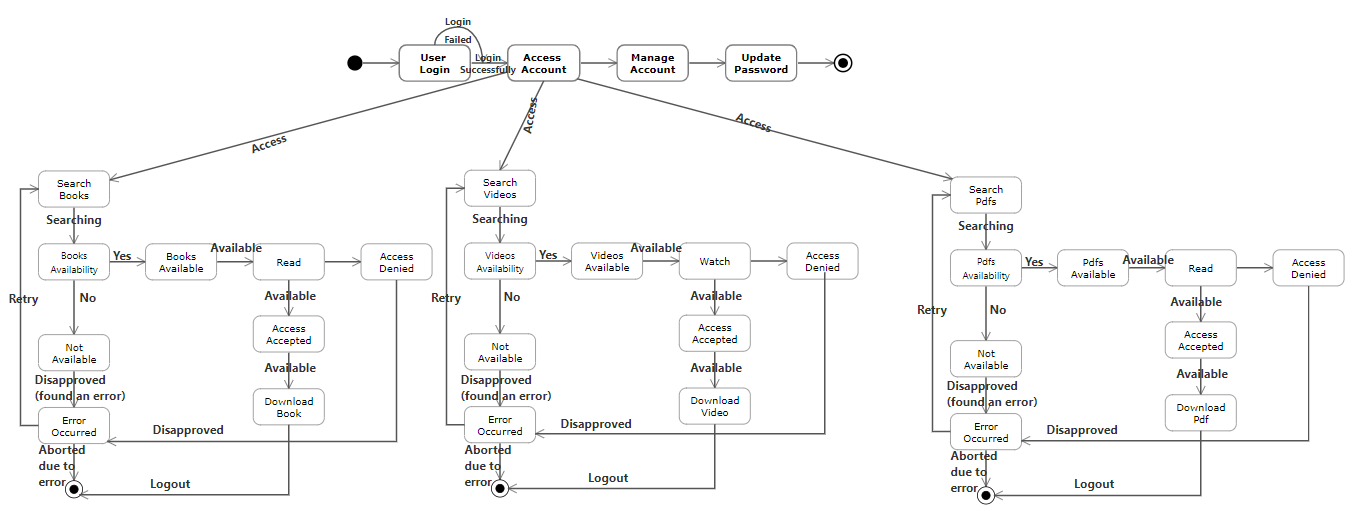 Login
Failed
User
Login
Login
Successfully
Access
Account
Manage
Account
Update
Password
Access
Access
Access
Search
Books
Searching
Books
Availability
Yes
Books
Available
Available
Read
Access
Denied
Retry
No
Available
Access
Accepted
Not
Available
Available
Disapproved
(found an error)
Download
Book
Error
Occurred
Disapproved
Aborted
due to
error
Logout
Search
Videos
Searching
Videos
Availability
Yes
Videos
Available
Available
Watch
Access
Denied
Retry
No
Available
Access
Accepted
Not
Available
Available
Disapproved
(found an error)
Download
Video
Error
Occurred
Disapproved
Aborted
due to
error
Logout
Search
Pdfs
Searching
Pdfs
Availability
Yes
Pdfs
Available
Available
Read
Access
Denied
Retry
No
Available
Access
Accepted
Not
Available
Available
Disapproved
(found an error)
Download
Pdf
Error
Occurred
Disapproved
Aborted
due to
error
Logout